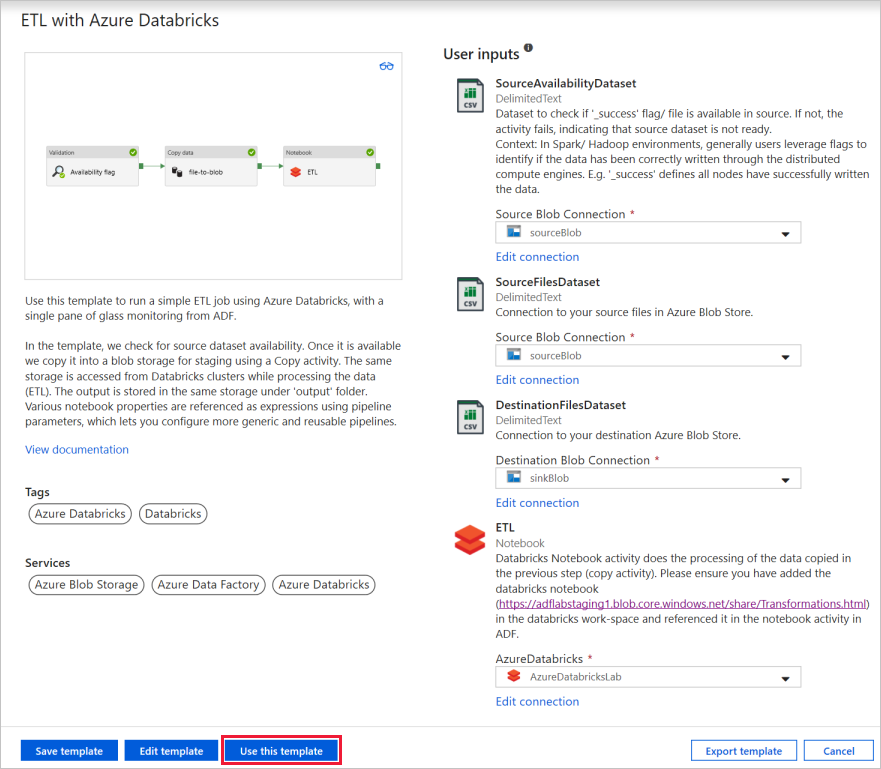 ETL with Azure Databricks
Validation
Availability flag
Copy data
file-to-blob
Notebook
ETL
Use this template to run a simple ETL job using Azure Databricks, with a
single pane of glass monitoring from ADF.
In the template, we check for source dataset availability. Once it is available
we copy it into a blob storage for staging using a Copy activity. The same
storage is accessed from Databricks clusters while processing the data
(ETL). The output is stored in the same storage under 'output' folder.
Various notebook properties are referenced as expressions using pipeline
parameters, which lets you configure more generic and reusable pipelines.
View documentation
Tags
Azure Databricks
Databricks
Services
Azure Blob Storage
Azure Data Factory
Azure Databricks
User inputs
CSV
SourceAvailabilityDataset
DelimitedText
Dataset to check if '_success' flag/ file is available in source. If not, the
activity fails, indicating that source dataset is not ready.
Context: In Spark/ Hadoop environments, generally users leverage flags to
identify if the data has been correctly written through the distributed
compute engines. E.g. '_success' defines all nodes have successfully written
the data.
Source Blob Connection *
sourceBlob
Edit connection
CSV
SourceFilesDataset
DelimitedText
Connection to your source files in Azure Blob Store.
Source Blob Connection *
sourceBlob
Edit connection
CSV
DestinationFilesDataset
DelimitedText
Connection to your destination Azure Blob Store.
Destination Blob Connection *
sinkBlob
Edit connection
ETL
Notebook
Databricks Notebook activity does the processing of the data copied in
the previous step (copy activity). Please ensure you have added the
databricks notebook
(https://adflabstaging1.blob.core.windows.net/share/Transformations.html)
in the databricks work-space and referenced it in the notebook activity in
ADF.
AzureDatabricks *
AzureDatabricksLab
Edit connection
Save template
Edit template
Use this template
Export template
Cancel